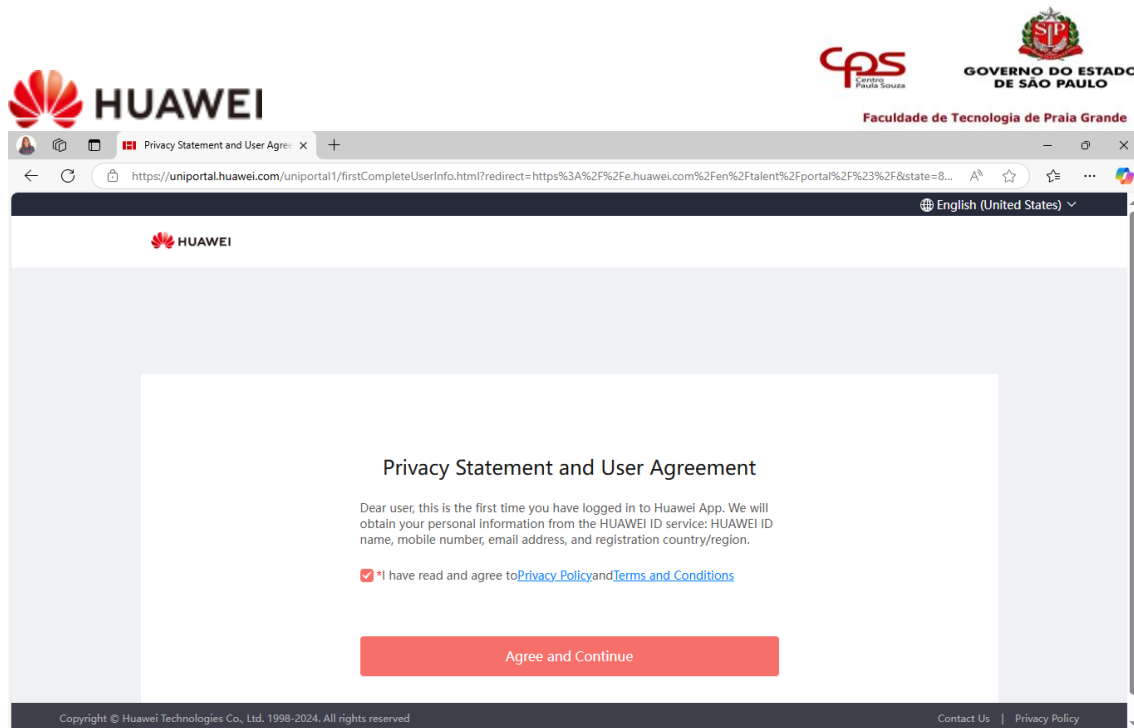 SP
CPS
Centro
Paula Souza
GOVERNO DO ESTADO
DE SÃO PAULO
HUAWEI
Faculdade de Tecnologia de Praia Grande
Privacy Statement and User Agree
https://uniportal.huawei.com/uniportal1/firstCompleteUserInfo.html?redirect=https%3A%2F%2Fe.huawei.com%2Fen%2Ftalent%2Fportal%2F%23%2F&state=8...
English (United States)
HUAWEI
Privacy Statement and User Agreement
Dear user, this is the first time you have logged in to Huawei App. We will
obtain your personal information from the HUAWEI ID service: HUAWEI ID
name, mobile number, email address, and registration country/region.
*I have read and agree toPrivacy PolicyandTerms and Conditions
Agree and Continue
Copyright © Huawei Technologies Co., Ltd. 1998-2024. All rights reserved
Contact Us | Privacy Policy